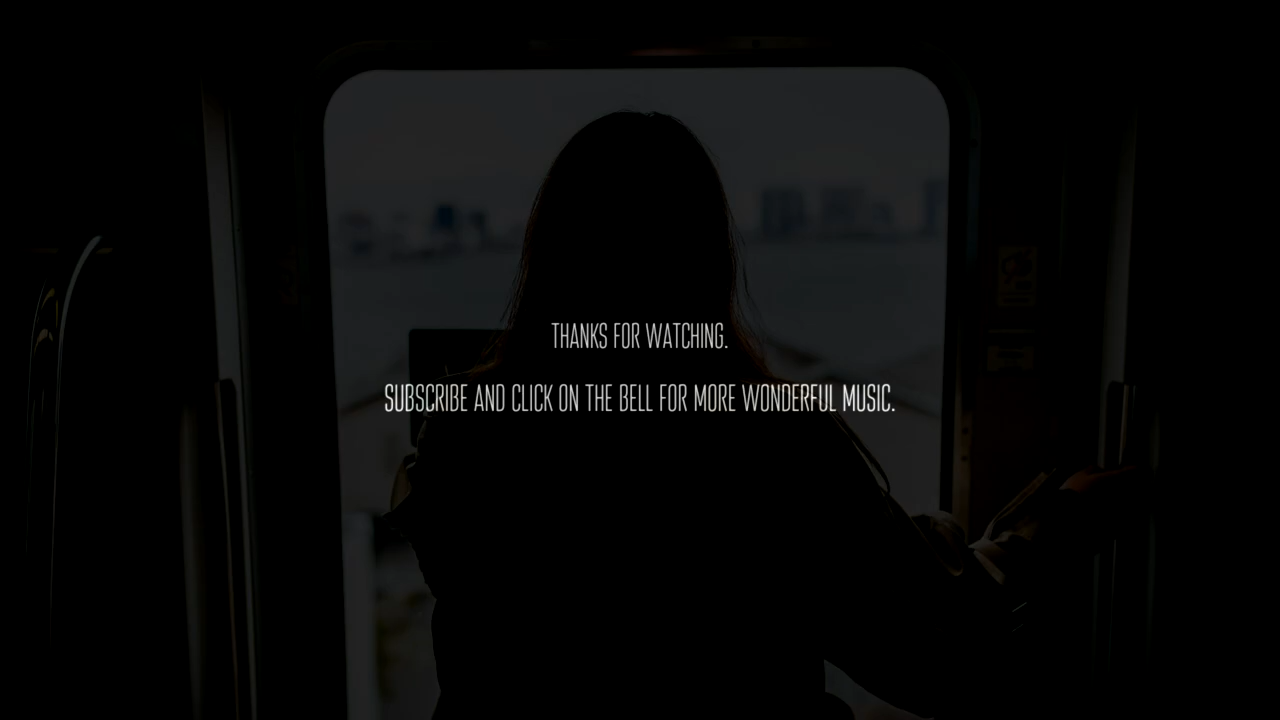 THANKS FOR WATCHING.
SUBSCRIBE AND CLICK ON THE BELL FOR MORE WONDERFUL MUSIC.